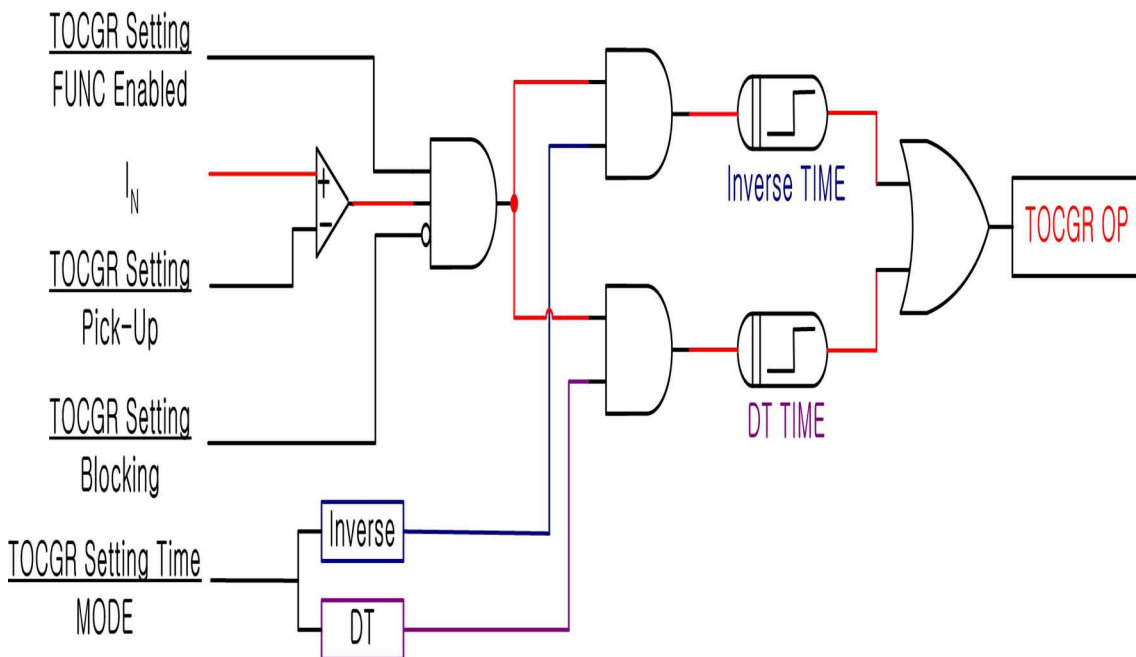 TOCGR Setting
FUNC Enabled
I_N
+
-
TOCGR Setting
Pick-Up
TOCGR Setting
Blocking
TOCGR Setting Time
MODE
Inverse
DT
Inverse TIME
DT TIME
TOCGR OP